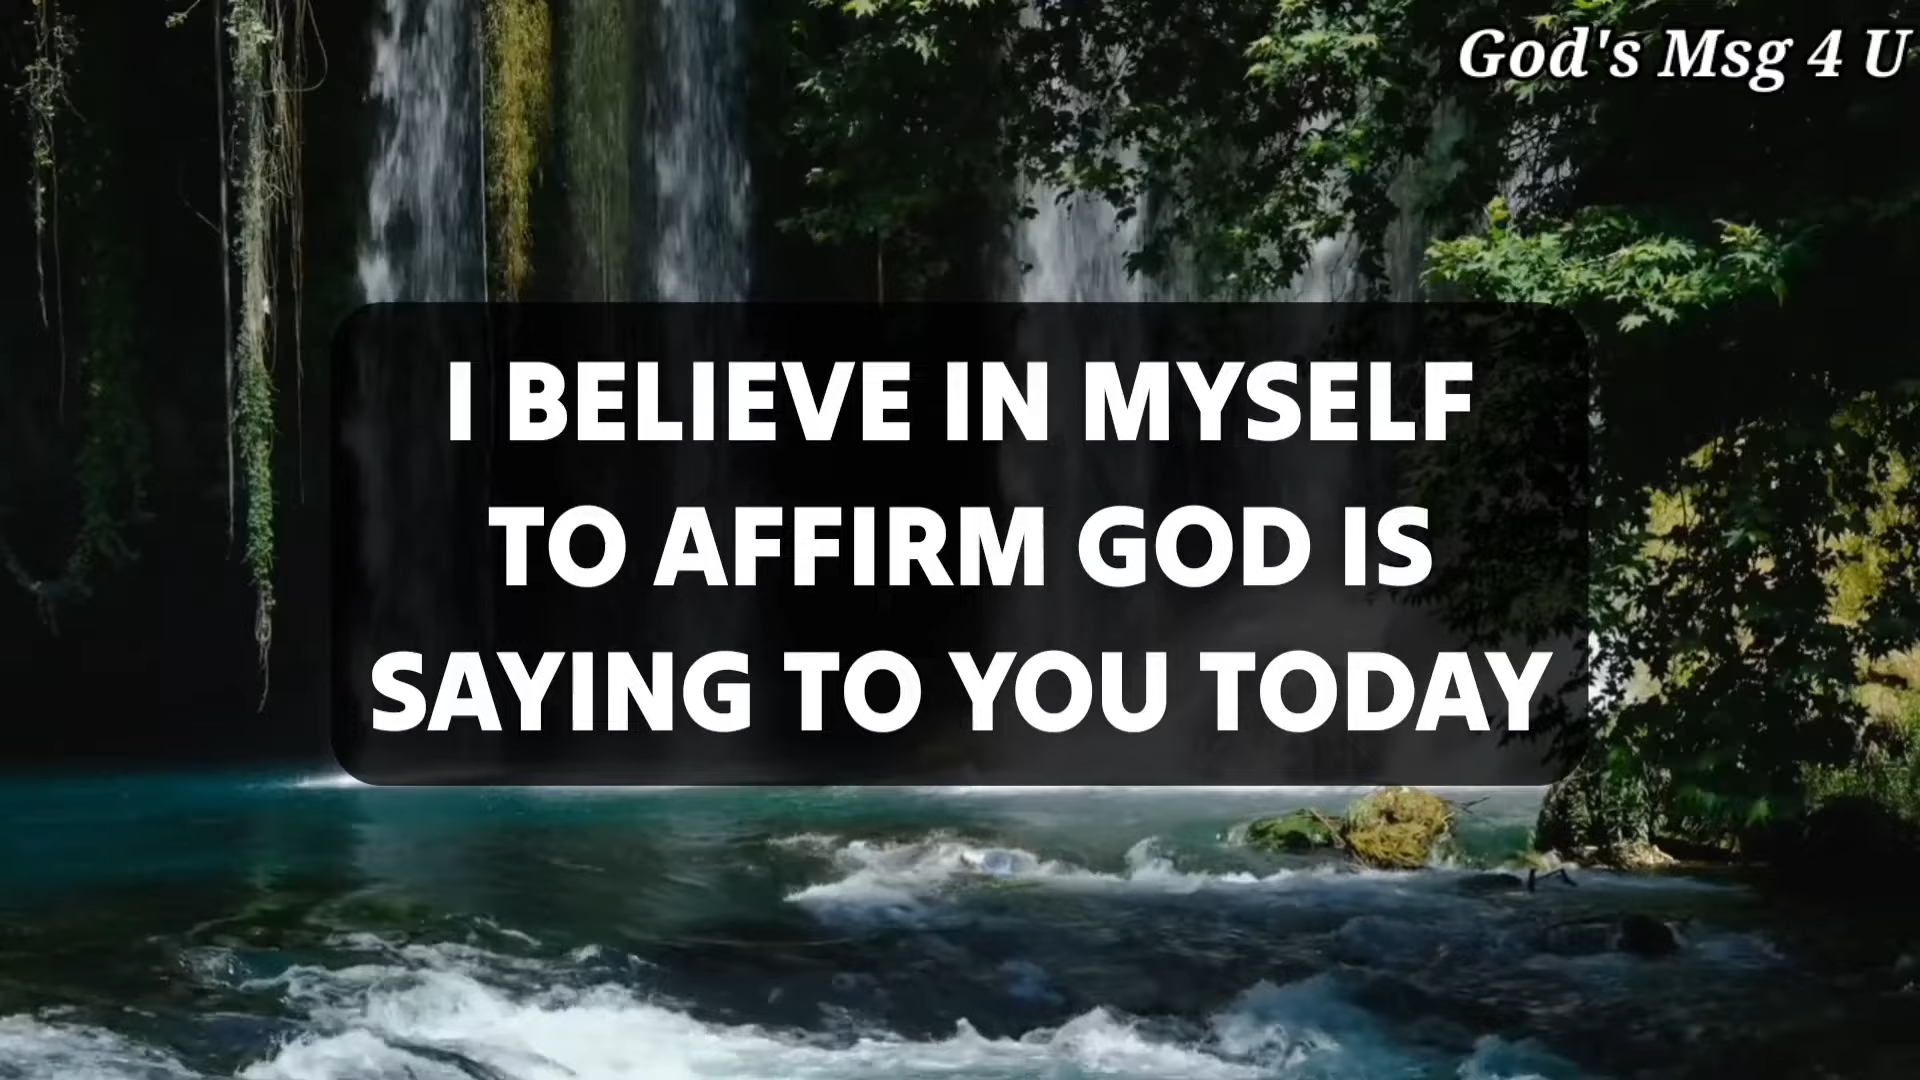 God's Msg 4 U
I BELIEVE IN MYSELF
TO AFFIRM GOD IS
SAYING TO YOU TODAY